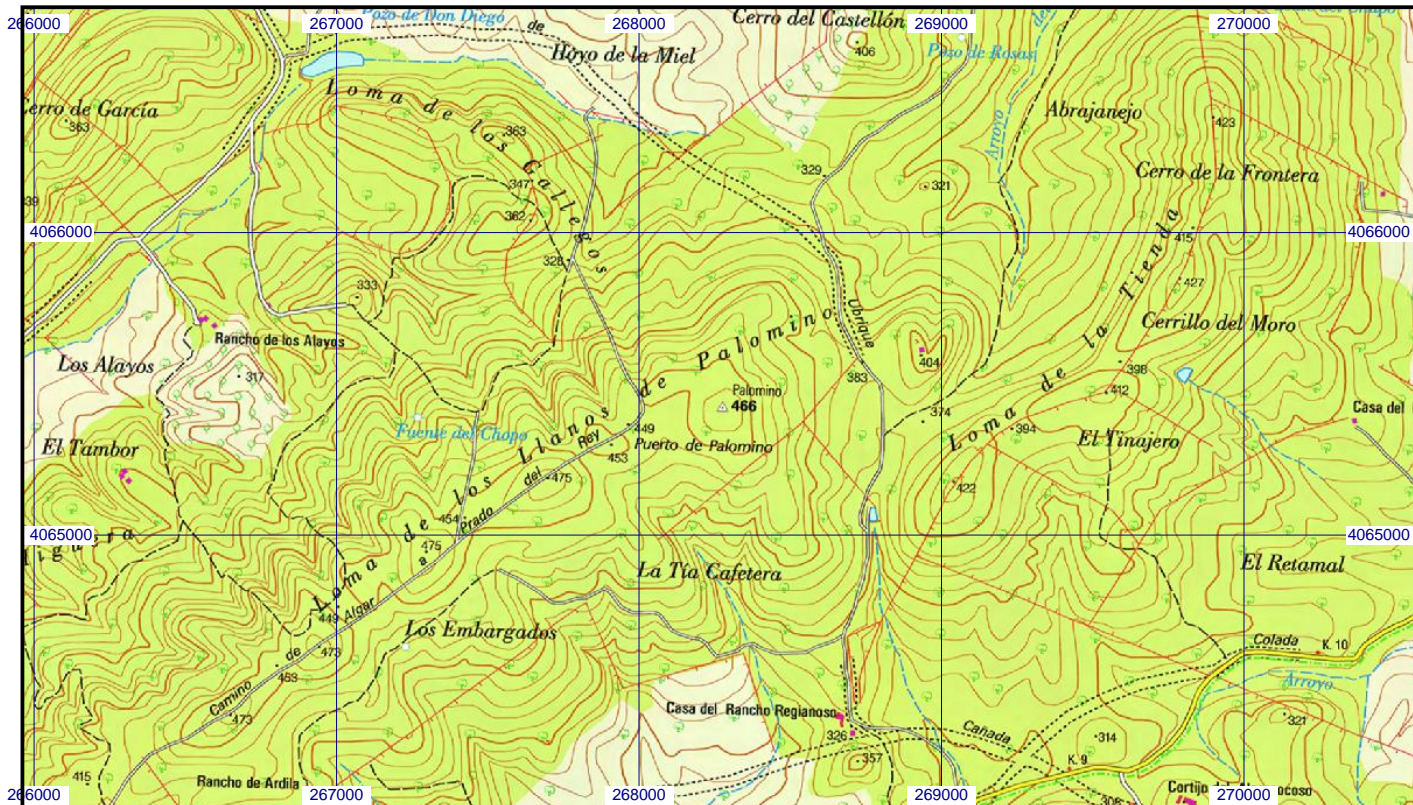 266000 267000 268000 269000 270000
Pozo de Don Diego
de
Cerro del Castellón
406
Hoyo de la Miel
Pozo de Rosas
del
Cerro de García
363
Loma de los Gallegos
363
347
362
328
329
321
Arroyo
Abrajanejo
423
Cerro de la Frontera
4066000
4066000
415
427
333
Rancho de los Alayos
Los Alayos
317
Ubrique
404
383
Cerrillo del Moro
398
412
Loma de la Tienda
374
394
El Tinajero
422
Casa del
Palomino
466
449
Puerto de Palomino
453
475
Fuente del Chopo
Loma de los Llanos de Palomino
El Tambor
454
475
4065000
4065000
Camino de Algar a Prado del Rey
449
473
453
473
La Tía Cafetera
Los Embargados
El Retamal
Colada
K. 10
Arroyo
321
Casa del Rancho Regianoso
326
357
Cañada
314
K. 9
415
Rancho de Ardila
Cortijo
308
266000 267000 268000 269000 270000